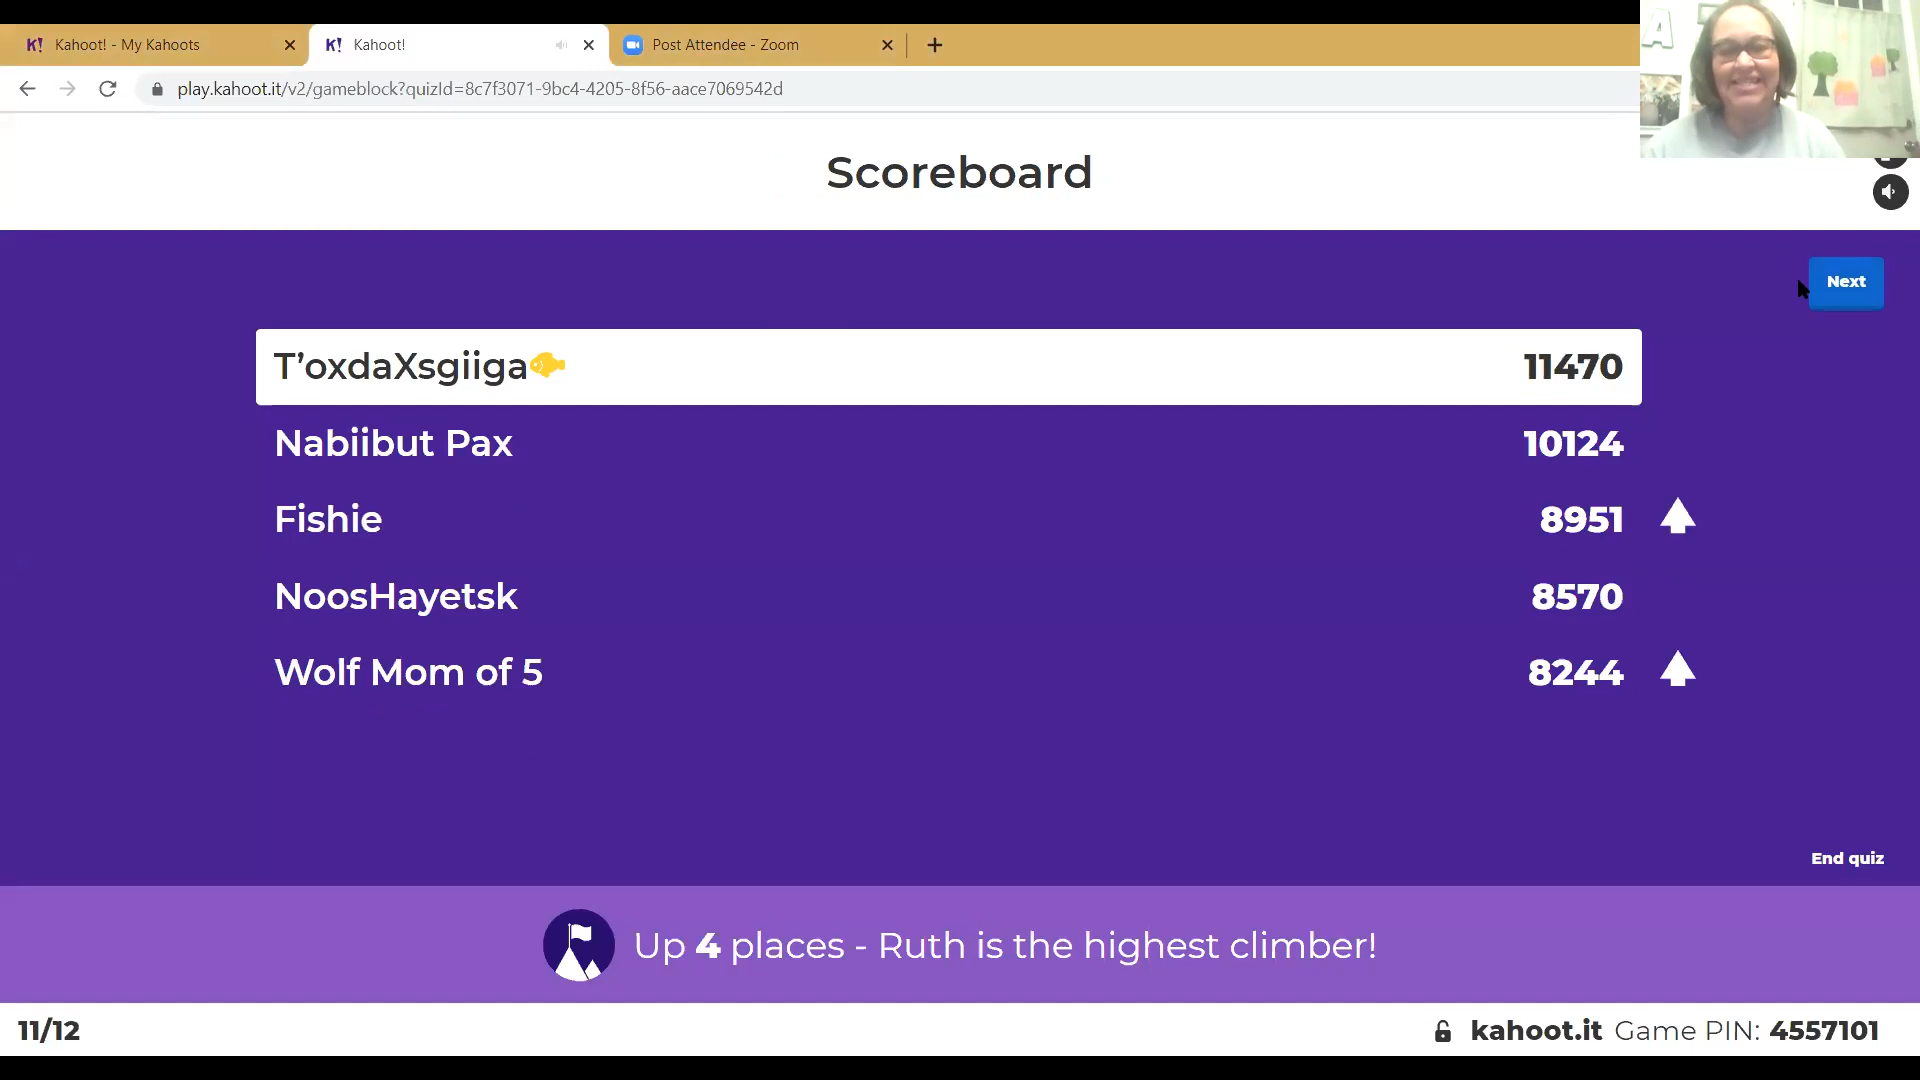 K! Kahoot! - My Kahoots
K! Kahoot!
Post Attendee - Zoom
play.kahoot.it/v2/gameblock?quizId=8c7f3071-9bc4-4205-8f56-aace7069542d
A
Scoreboard
Next
T’oxdaXsgiiga🐠 11470
Nabiibut Pax 10124
Fishie 8951
NoosHayetsk 8570
Wolf Mom of 5 8244
End quiz
Up 4 places - Ruth is the highest climber!
11/12
kahoot.it Game PIN: 4557101